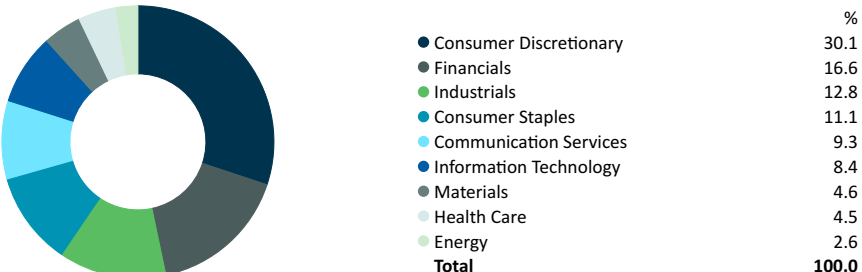 %
Consumer Discretionary 30.1
Financials 16.6
Industrials 12.8
Consumer Staples 11.1
Communication Services 9.3
Information Technology 8.4
Materials 4.6
Health Care 4.5
Energy 2.6
Total 100.0